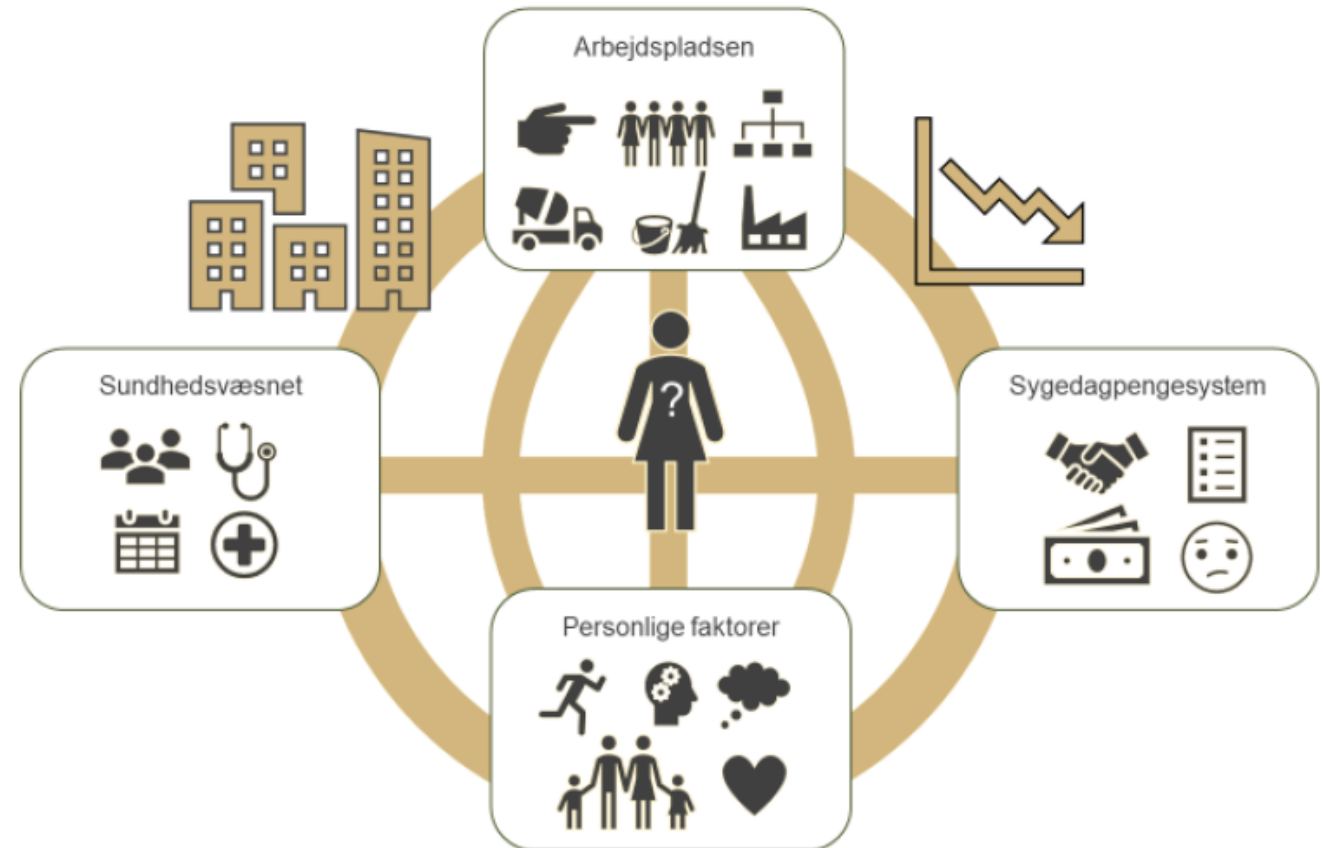 Arbejdspladsen
Sundhedsvæsnet
?
Sygedagpengesystem
Personlige faktorer